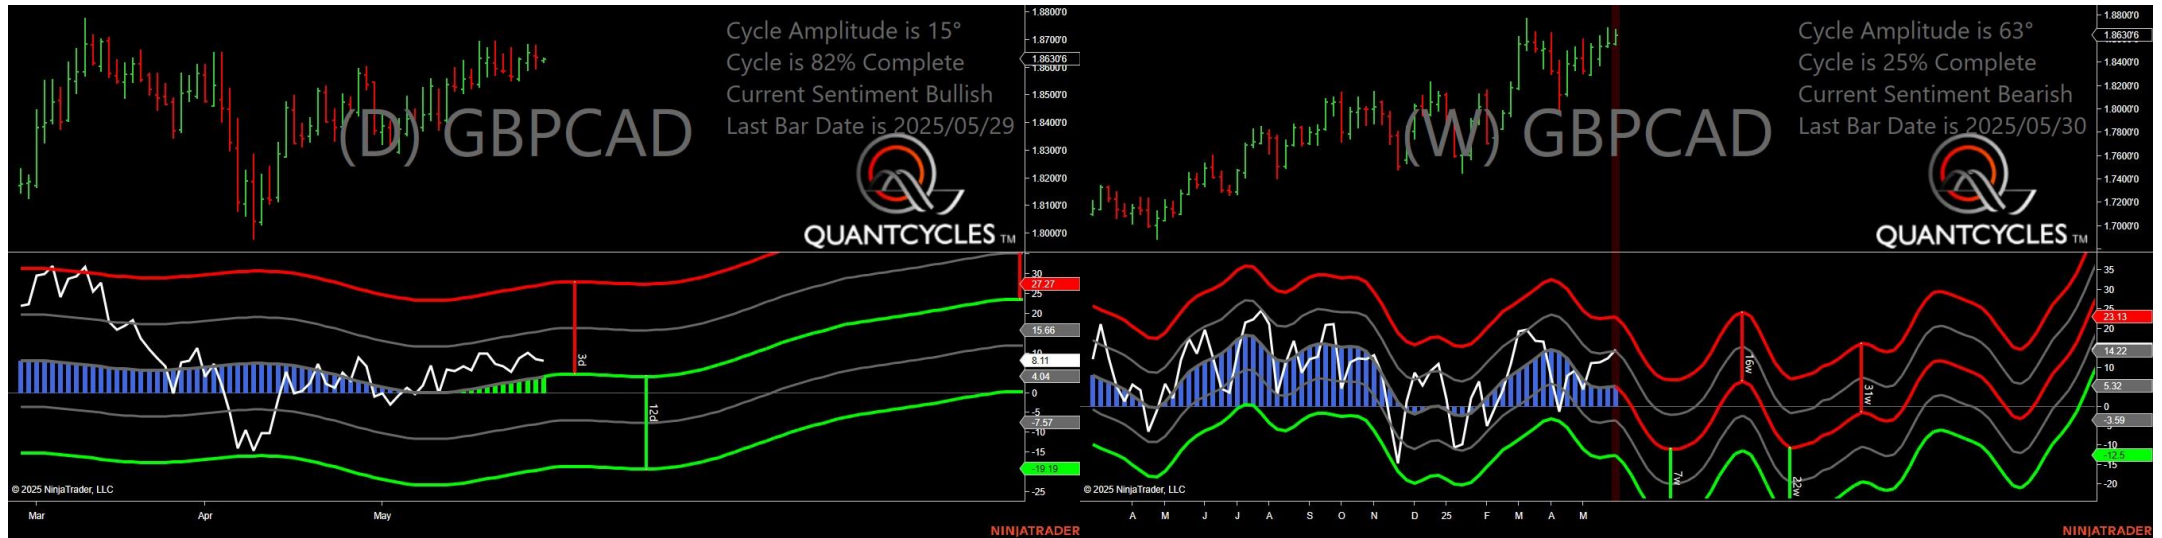 Cycle Amplitude is 15°
Cycle is 82% Complete
Current Sentiment Bullish
Last Bar Date is 2025/05/29
(D) GBPCAD
QUANTCYCLES TM
1.8800'0
1.8700'0
1.8630'6
1.8600'0
1.8500'0
1.8400'0
1.8300'0
1.8200'0
1.8100'0
1.8000'0
30
27.27
25
20
15.66
8.11
4.04
0
-5
-7.57
-10
-15
-19.19
-25
3d
12d
© 2025 NinjaTrader, LLC
Mar
Apr
May
NINJATRADER
Cycle Amplitude is 63°
Cycle is 25% Complete
Current Sentiment Bearish
Last Bar Date is 2025/05/30
(W) GBPCAD
QUANTCYCLES TM
1.8800'0
1.8630'6
1.8400'0
1.8200'0
1.8000'0
1.7800'0
1.7600'0
1.7400'0
1.7200'0
1.7000'0
35
30
25
23.13
20
14.22
10
5.32
0
-3.59
-10
-12.5
-15
-20
16w
31w
7w
22w
© 2025 NinjaTrader, LLC
A
M
J
J
A
S
O
N
D
25
F
M
A
M
NINJATRADER